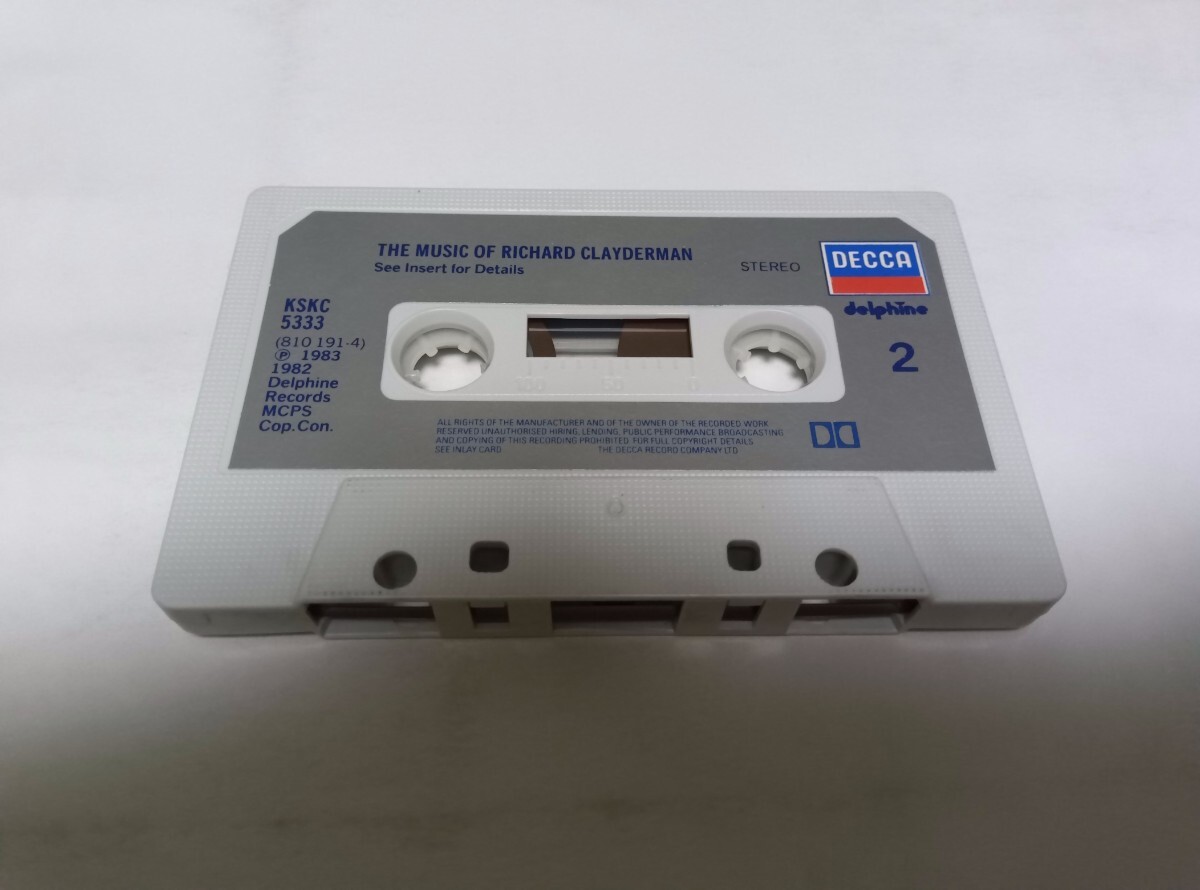 THE MUSIC OF RICHARD CLAYDERMAN
See Insert for Details
STEREO
DECCA
delphine
2
KSKC
5333
(810 191-4)
Ⓟ 1983
1982
Delphine
Records
MCPS
Cop.Con.
100 50 0
ALL RIGHTS OF THE MANUFACTURER AND OF THE OWNER OF THE RECORDED WORK
RESERVED UNAUTHORISED HIRING, LENDING, PUBLIC PERFORMANCE BROADCASTING
AND COPYING OF THIS RECORDING PROHIBITED. FOR FULL COPYRIGHT DETAILS
SEE INLAY CARD. THE DECCA RECORD COMPANY LTD